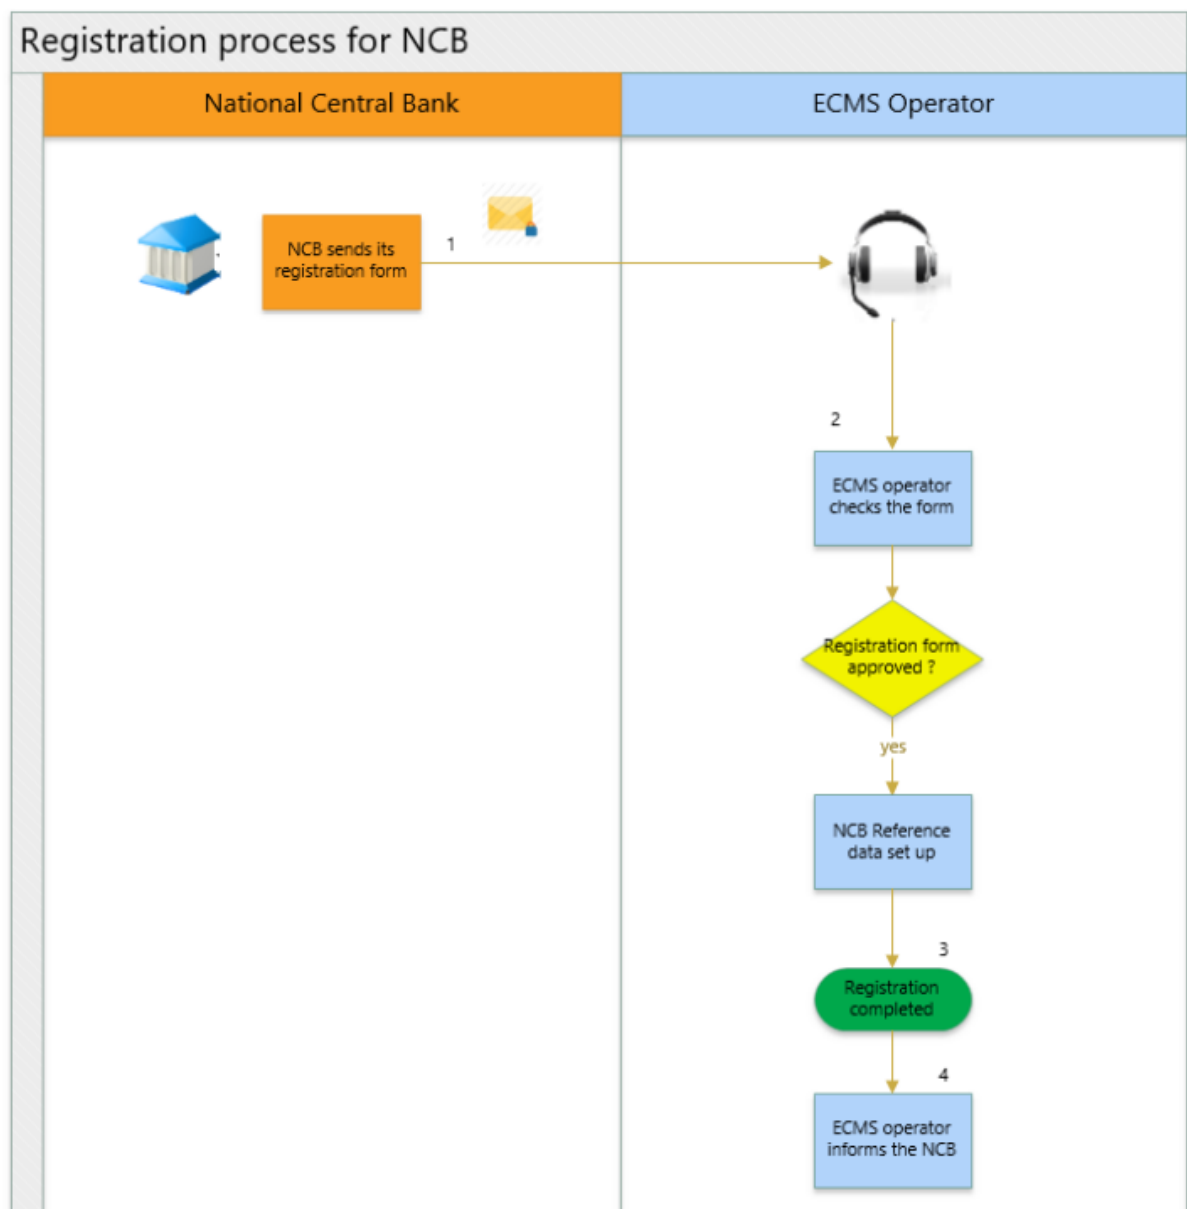 Registration process for NCB
National Central Bank
ECMS Operator
NCB sends its
registration form
1
2
ECMS operator
checks the form
Registration form
approved ?
yes
NCB Reference
data set up
3
Registration
completed
4
ECMS operator
informs the NCB